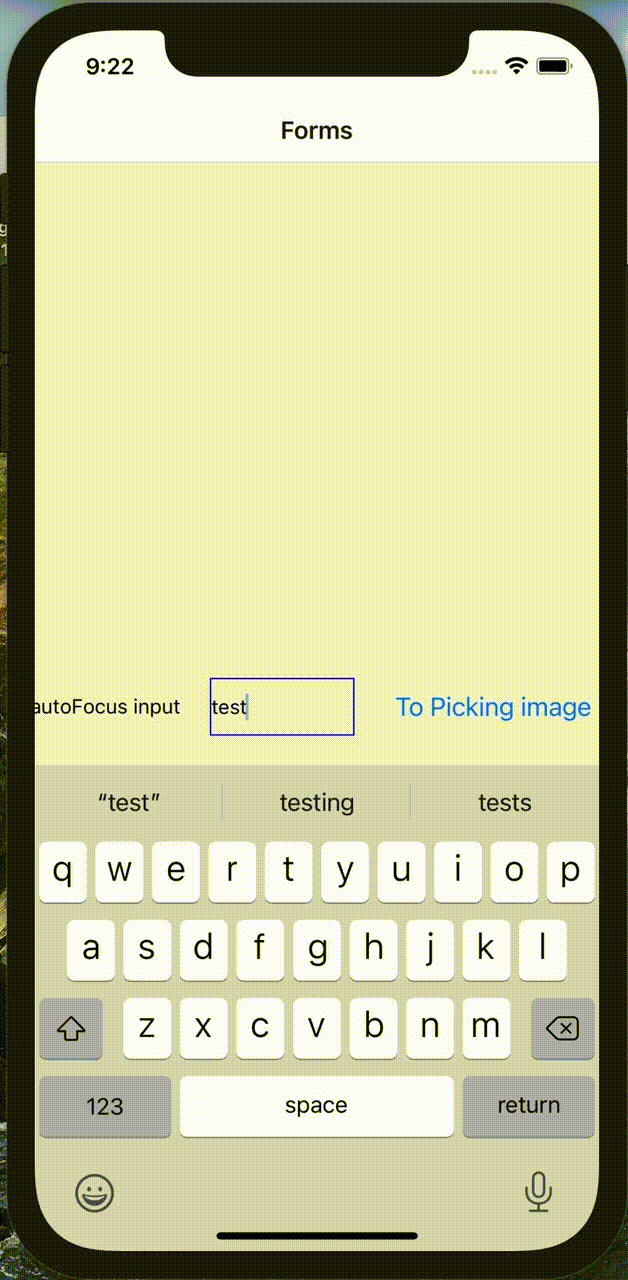 9:22
Forms
autoFocus input test To Picking image
“test” testing tests
q w e r t y u i o p
a s d f g h j k l
z x c v b n m
123 space return